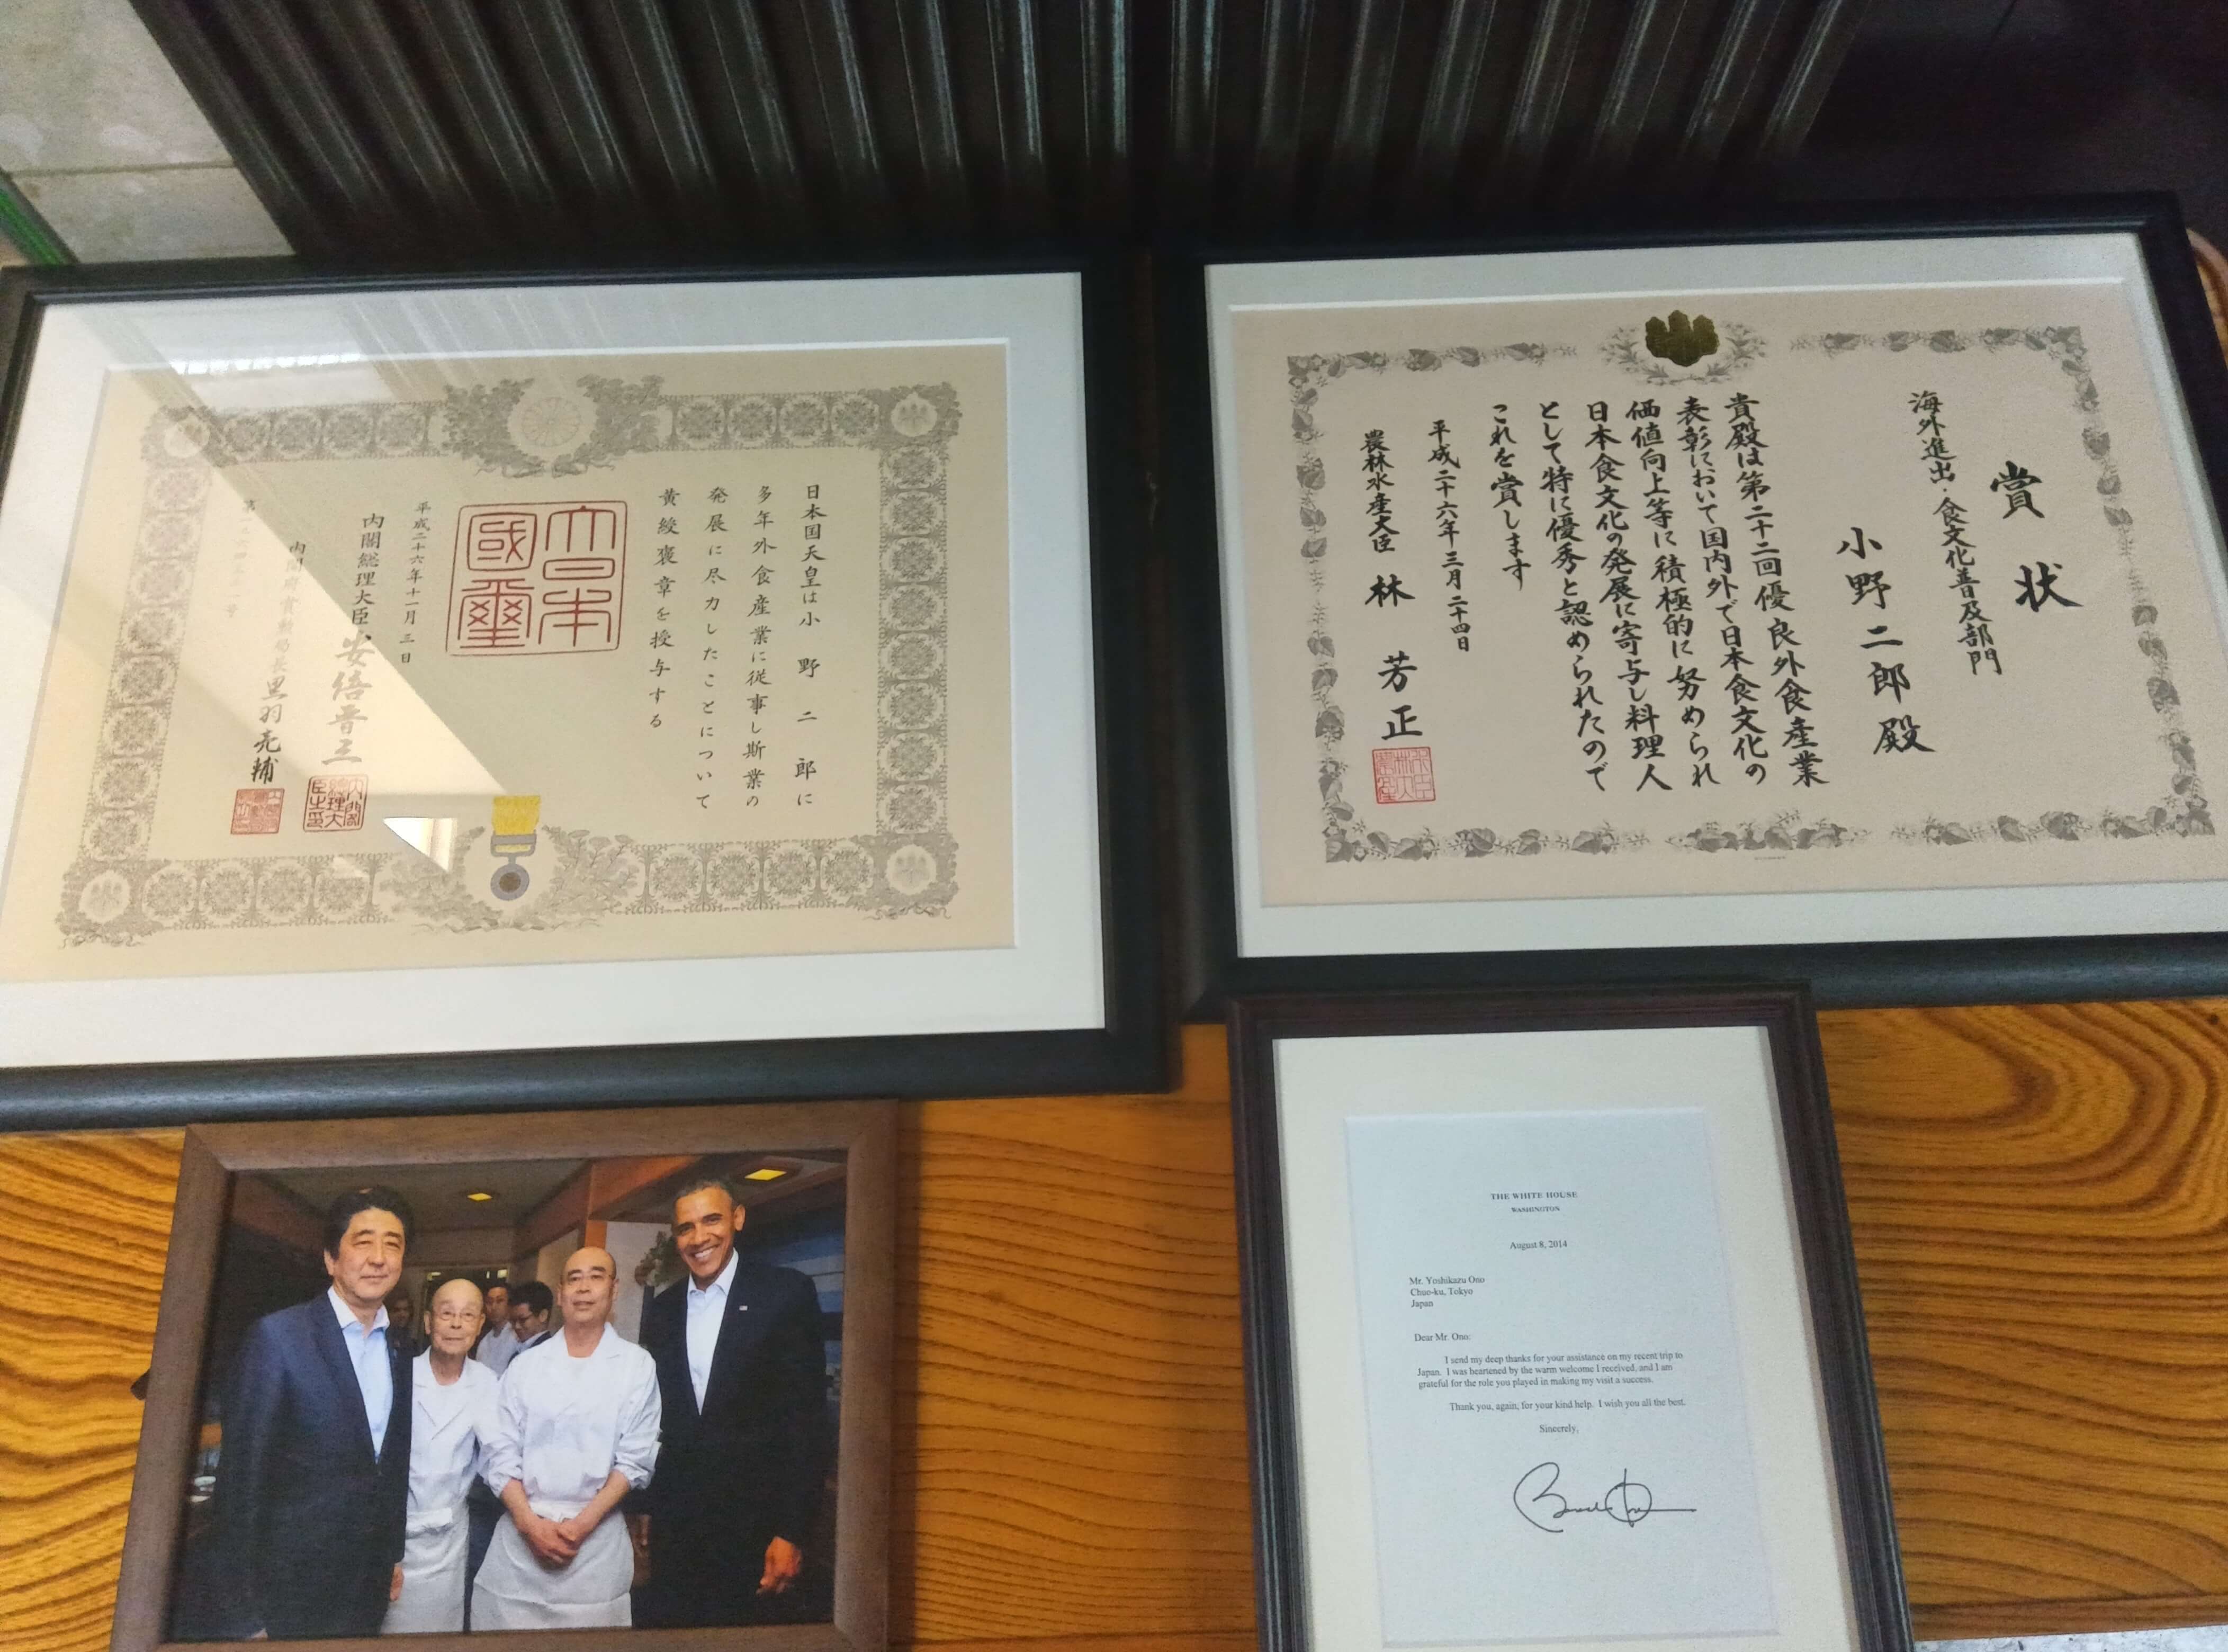 日本国天皇は小野二郎に
多年外食産業に従事し斯業の
発展に尽力したことについて
黄綬褒章を授与する
大日本國璽
平成二十六年十一月三日
内閣総理大臣 安倍晋三
内閣府賞勲局長 黒羽亮輔
賞状
海外進出・食文化普及部門
小野二郎殿
貴殿は第二十二回優良外食産業
表彰において国内外で日本食文化の
価値向上等に積極的に努められ
日本食文化の発展に寄与し料理人
として特に優秀と認められたので
これを賞します
平成二十六年三月二十四日
農林水産大臣 林芳正
THE WHITE HOUSE
WASHINGTON
August 8, 2014
Mr. Yoshikazu Ono
Chuo-ku, Tokyo
Japan
Dear Mr. Ono:
I send my deep thanks for your assistance on my recent trip to
Japan. I was heartened by the warm welcome I received, and I am
grateful for the role you played in making my visit a success.
Thank you, again, for your kind help. I wish you all the best.
Sincerely,